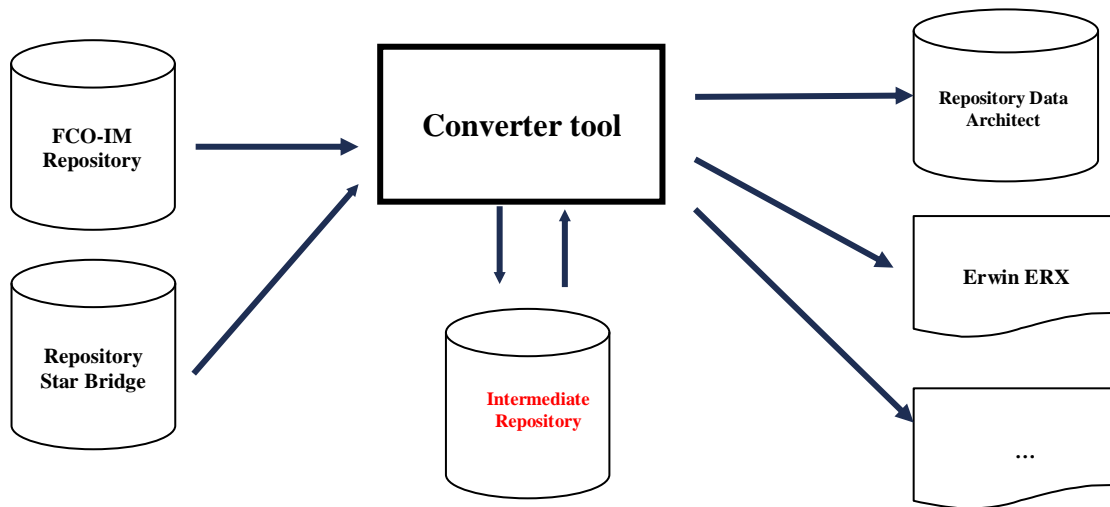 FCO-IM
Repository
Converter tool
Repository Data
Architect
Repository
Star Bridge
Intermediate
Repository
Erwin ERX
…